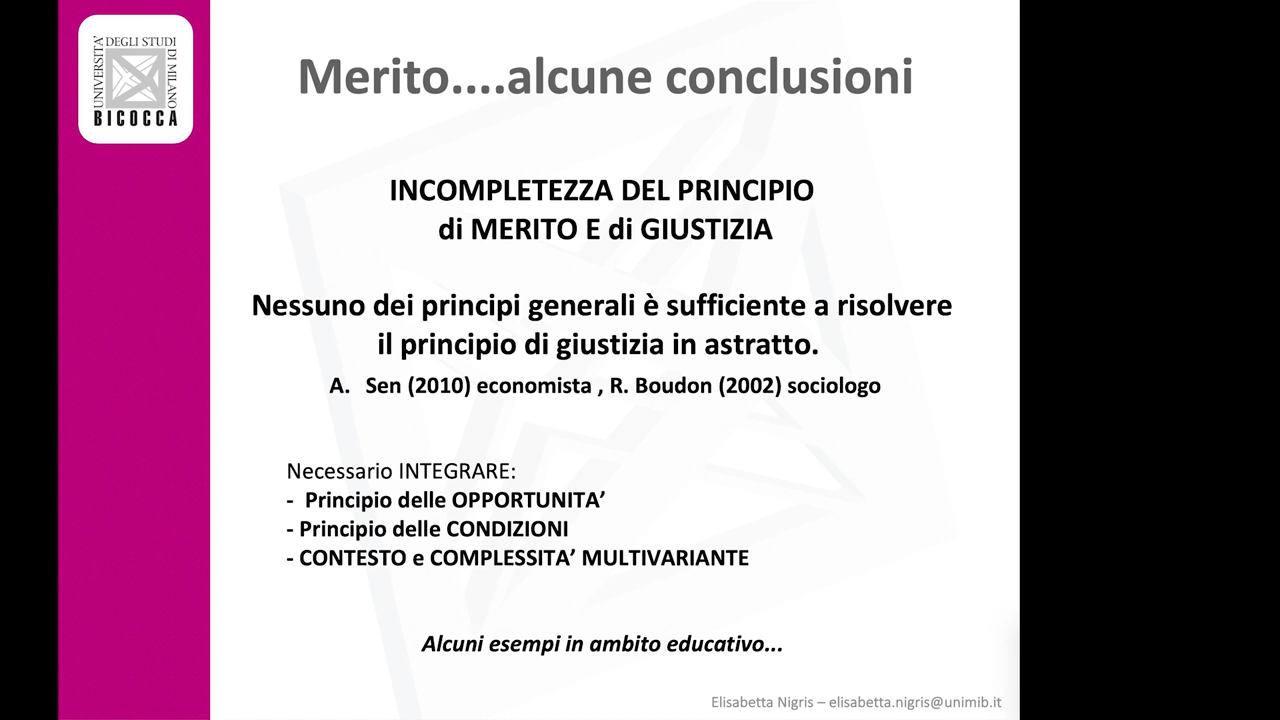 UNIVERSITA'
DEGLI STUDI
DI MILANO
BICOCCA
Merito....alcune conclusioni
INCOMPLETEZZA DEL PRINCIPIO
di MERITO E di GIUSTIZIA
Nessuno dei principi generali è sufficiente a risolvere
il principio di giustizia in astratto.
A. Sen (2010) economista , R. Boudon (2002) sociologo
Necessario INTEGRARE:
- Principio delle OPPORTUNITA’
- Principio delle CONDIZIONI
- CONTESTO e COMPLESSITA’ MULTIVARIANTE
Alcuni esempi in ambito educativo...
Elisabetta Nigris – elisabetta.nigris@unimib.it